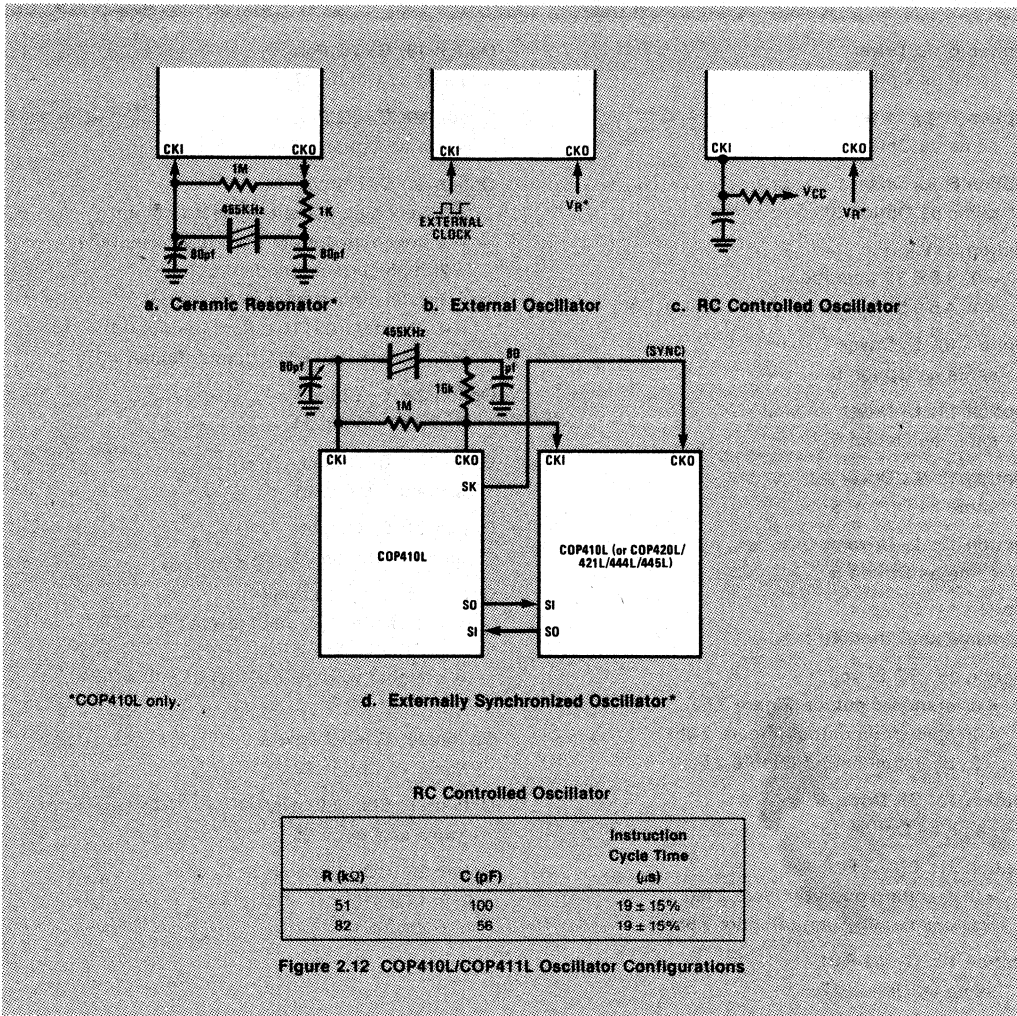 CKI CKO
1M
1K
455KHz
80pf
80pf
a. Ceramic Resonator*
CKI CKO
EXTERNAL
CLOCK
VR*
b. External Oscillator
CKI CKO
VCC
VR*
c. RC Controlled Oscillator
455KHz
80pf
80
pf
16k
1M
(SYNC)
CKI CKO
SK
COP410L
SO
SI
CKI CKO
COP410L (or COP420L/
421L/444L/445L)
SI
SO
*COP410L only.
d. Externally Synchronized Oscillator*
RC Controlled Oscillator
Instruction
Cycle Time
R (kΩ) C (pF) (µs)
51 100 19 ± 15%
82 56 19 ± 15%
Figure 2.12 COP410L/COP411L Oscillator Configurations